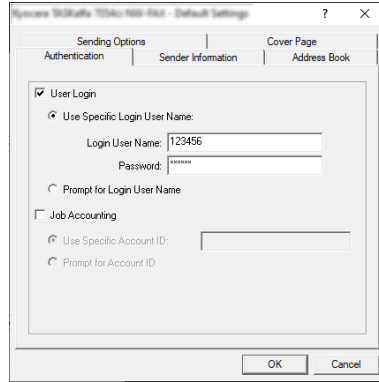 Kyocera TASKalfa 7054ci NW-FAX - Default Settings
? ×
Sending Options
Cover Page
Authentication
Sender Information
Address Book
User Login
Use Specific Login User Name:
Login User Name: 123456
Password: ******
Prompt for Login User Name
Job Accounting
Use Specific Account ID:
Prompt for Account ID
OK
Cancel